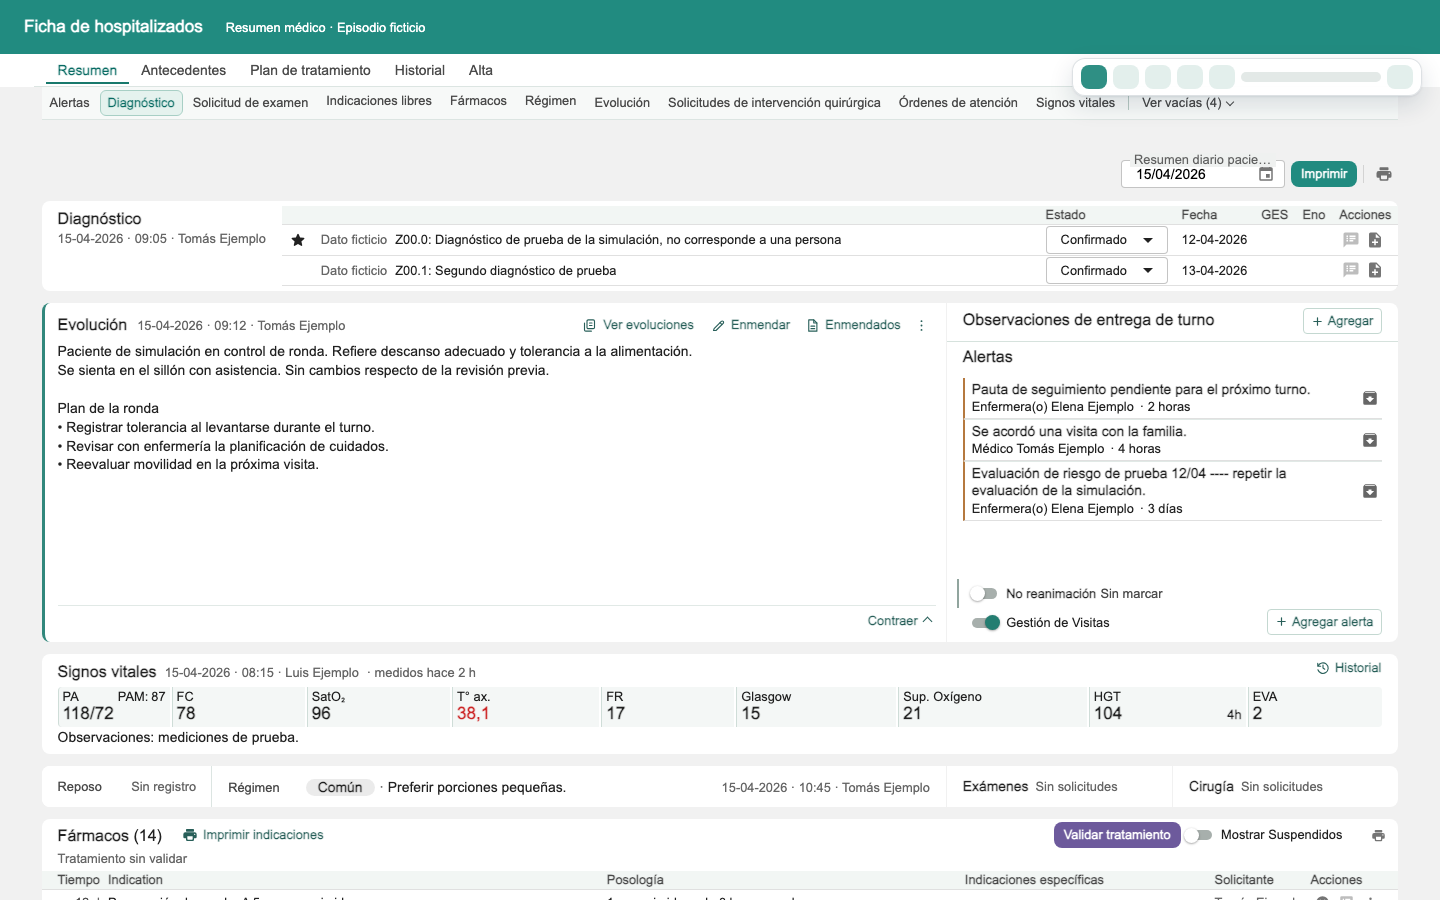 Ficha de hospitalizados Resumen médico · Episodio ficticio
Resumen Antecedentes Plan de tratamiento Historial Alta
Alertas Diagnóstico Solicitud de examen Indicaciones libres Fármacos Régimen Evolución Solicitudes de intervención quirúrgica Órdenes de atención Signos vitales Ver vacías (4)
Resumen diario pacie...
15/04/2026 Imprimir
Diagnóstico
15-04-2026 · 09:05 · Tomás Ejemplo
Estado Fecha GES Eno Acciones
Dato ficticio Z00.0: Diagnóstico de prueba de la simulación, no corresponde a una persona Confirmado 12-04-2026
Dato ficticio Z00.1: Segundo diagnóstico de prueba Confirmado 13-04-2026
Evolución 15-04-2026 · 09:12 · Tomás Ejemplo Ver evoluciones Enmendar Enmendados
Paciente de simulación en control de ronda. Refiere descanso adecuado y tolerancia a la alimentación.
Se sienta en el sillón con asistencia. Sin cambios respecto de la revisión previa.
Plan de la ronda
• Registrar tolerancia al levantarse durante el turno.
• Revisar con enfermería la planificación de cuidados.
• Reevaluar movilidad en la próxima visita.
Contraer
Observaciones de entrega de turno + Agregar
Alertas
Pauta de seguimiento pendiente para el próximo turno.
Enfermera(o) Elena Ejemplo · 2 horas
Se acordó una visita con la familia.
Médico Tomás Ejemplo · 4 horas
Evaluación de riesgo de prueba 12/04 ---- repetir la
evaluación de la simulación.
Enfermera(o) Elena Ejemplo · 3 días
No reanimación Sin marcar
Gestión de Visitas + Agregar alerta
Signos vitales 15-04-2026 · 08:15 · Luis Ejemplo · medidos hace 2 h Historial
PA PAM: 87 FC SatO₂ T° ax. FR Glasgow Sup. Oxígeno HGT EVA
118/72 78 96 38,1 17 15 21 104 4h 2
Observaciones: mediciones de prueba.
Reposo Sin registro Régimen Común · Preferir porciones pequeñas. 15-04-2026 · 10:45 · Tomás Ejemplo Exámenes Sin solicitudes Cirugía Sin solicitudes
Fármacos (14) Imprimir indicaciones Validar tratamiento Mostrar Suspendidos
Tratamiento sin validar
Tiempo Indication Posología Indicaciones específicas Solicitante Acciones